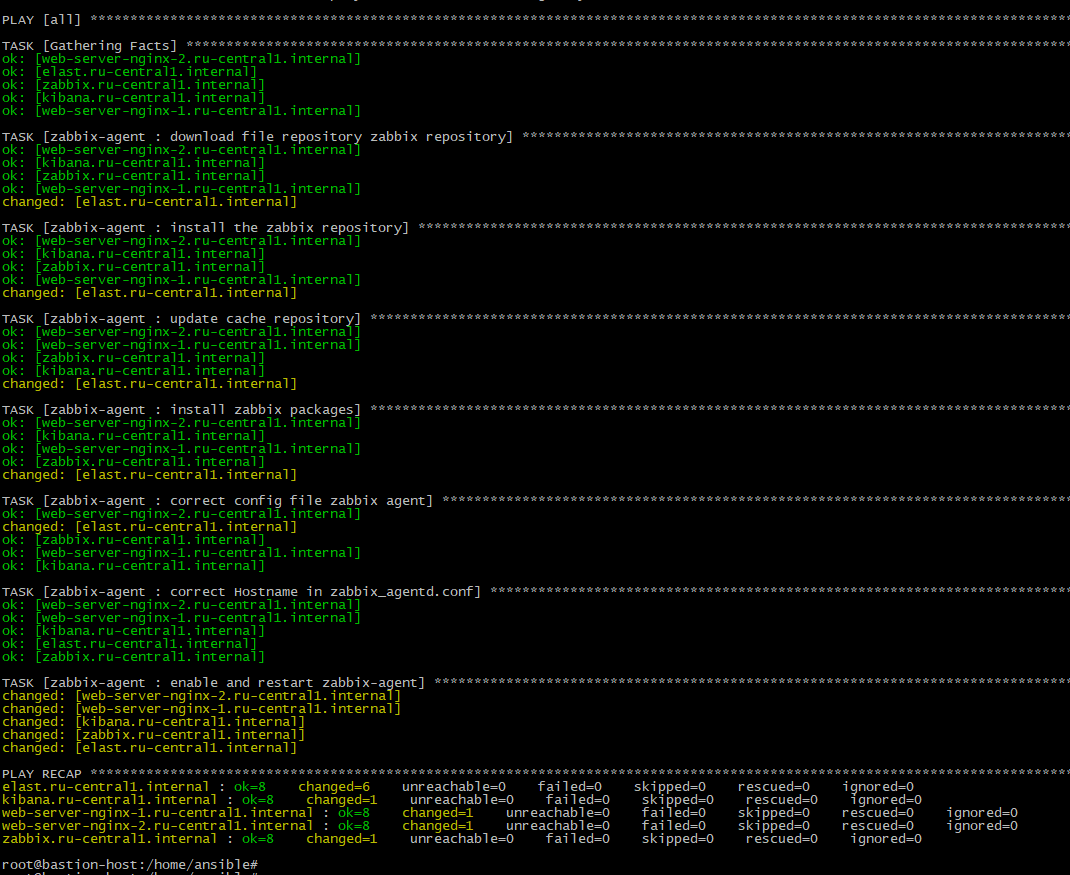 PLAY [all] **************************************************************************************************************************
TASK [Gathering Facts] **************************************************************************************************************
ok: [web-server-nginx-2.ru-central1.internal]
ok: [elast.ru-central1.internal]
ok: [zabbix.ru-central1.internal]
ok: [kibana.ru-central1.internal]
ok: [web-server-nginx-1.ru-central1.internal]
TASK [zabbix-agent : download file repository zabbix repository] ********************************************************************
ok: [web-server-nginx-2.ru-central1.internal]
ok: [kibana.ru-central1.internal]
ok: [zabbix.ru-central1.internal]
ok: [web-server-nginx-1.ru-central1.internal]
changed: [elast.ru-central1.internal]
TASK [zabbix-agent : install the zabbix repository] *********************************************************************************
ok: [web-server-nginx-2.ru-central1.internal]
ok: [kibana.ru-central1.internal]
ok: [zabbix.ru-central1.internal]
ok: [web-server-nginx-1.ru-central1.internal]
changed: [elast.ru-central1.internal]
TASK [zabbix-agent : update cache repository] ***************************************************************************************
ok: [web-server-nginx-2.ru-central1.internal]
ok: [web-server-nginx-1.ru-central1.internal]
ok: [zabbix.ru-central1.internal]
ok: [kibana.ru-central1.internal]
changed: [elast.ru-central1.internal]
TASK [zabbix-agent : install zabbix packages] ***************************************************************************************
ok: [web-server-nginx-2.ru-central1.internal]
ok: [kibana.ru-central1.internal]
ok: [web-server-nginx-1.ru-central1.internal]
ok: [zabbix.ru-central1.internal]
changed: [elast.ru-central1.internal]
TASK [zabbix-agent : correct config file zabbix agent] ******************************************************************************
ok: [web-server-nginx-2.ru-central1.internal]
changed: [elast.ru-central1.internal]
ok: [zabbix.ru-central1.internal]
ok: [web-server-nginx-1.ru-central1.internal]
ok: [kibana.ru-central1.internal]
TASK [zabbix-agent : correct Hostname in zabbix_agentd.conf] ************************************************************************
ok: [web-server-nginx-2.ru-central1.internal]
ok: [web-server-nginx-1.ru-central1.internal]
ok: [kibana.ru-central1.internal]
ok: [elast.ru-central1.internal]
ok: [zabbix.ru-central1.internal]
TASK [zabbix-agent : enable and restart zabbix-agent] *******************************************************************************
changed: [web-server-nginx-2.ru-central1.internal]
changed: [web-server-nginx-1.ru-central1.internal]
changed: [kibana.ru-central1.internal]
changed: [zabbix.ru-central1.internal]
changed: [elast.ru-central1.internal]
PLAY RECAP **************************************************************************************************************************
elast.ru-central1.internal : ok=8    changed=6    unreachable=0    failed=0    skipped=0    rescued=0    ignored=0
kibana.ru-central1.internal : ok=8    changed=1    unreachable=0    failed=0    skipped=0    rescued=0    ignored=0
web-server-nginx-1.ru-central1.internal : ok=8    changed=1    unreachable=0    failed=0    skipped=0    rescued=0    ignored=0
web-server-nginx-2.ru-central1.internal : ok=8    changed=1    unreachable=0    failed=0    skipped=0    rescued=0    ignored=0
zabbix.ru-central1.internal : ok=8    changed=1    unreachable=0    failed=0    skipped=0    rescued=0    ignored=0
root@bastion-host:/home/ansible#